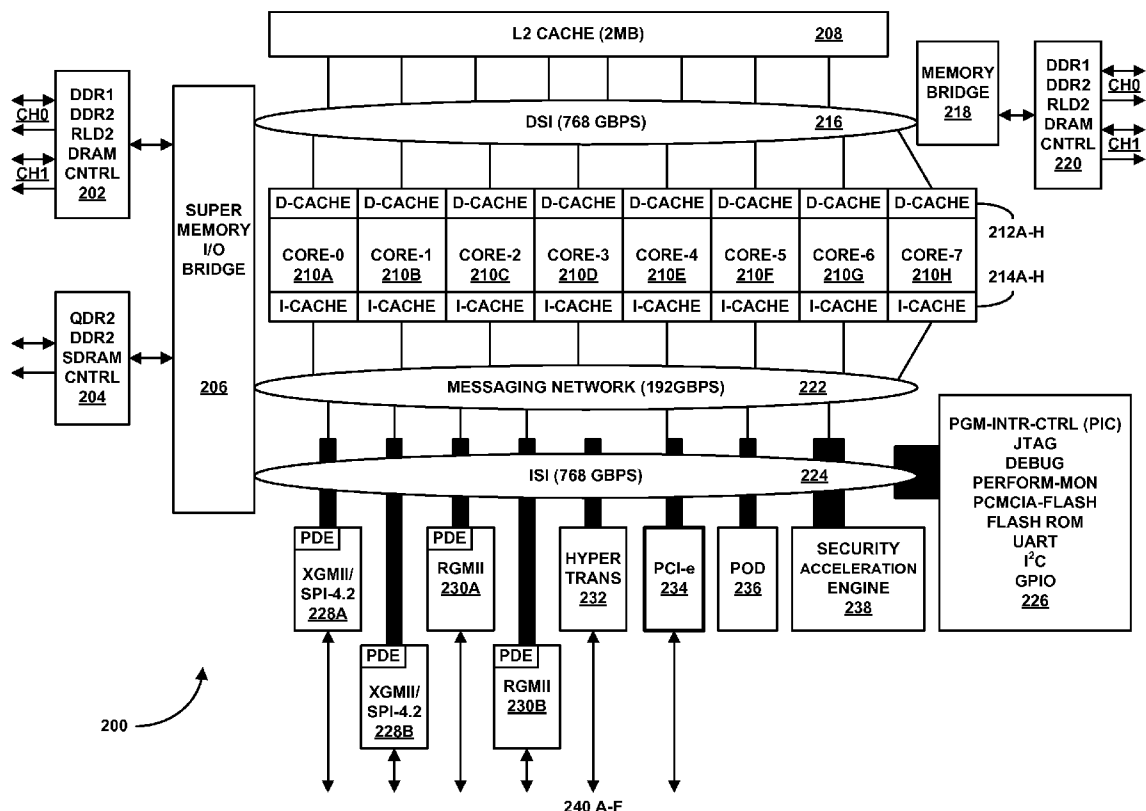 L2 CACHE (2MB) 208
DDR1
DDR2
RLD2
DRAM
CNTRL
202
CH0
CH1
SUPER
MEMORY
I/O
BRIDGE
206
DSI (768 GBPS) 216
MEMORY
BRIDGE
218
DDR1
DDR2
RLD2
DRAM
CNTRL
220
CH0
CH1
D-CACHE D-CACHE D-CACHE D-CACHE D-CACHE D-CACHE D-CACHE D-CACHE
212A-H
CORE-0 CORE-1 CORE-2 CORE-3 CORE-4 CORE-5 CORE-6 CORE-7
210A 210B 210C 210D 210E 210F 210G 210H
214A-H
I-CACHE I-CACHE I-CACHE I-CACHE I-CACHE I-CACHE I-CACHE I-CACHE
QDR2
DDR2
SDRAM
CNTRL
204
MESSAGING NETWORK (192GBPS) 222
ISI (768 GBPS) 224
PGM-INTR-CTRL (PIC)
JTAG
DEBUG
PERFORM-MON
PCMCIA-FLASH
FLASH ROM
UART
I²C
GPIO
226
PDE
XGMII/
SPI-4.2
228A
PDE
RGMII
230A
HYPER
TRANS
232
PCI-e
234
POD
236
SECURITY
ACCELERATION
ENGINE
238
PDE
XGMII/
SPI-4.2
228B
PDE
RGMII
230B
200
240 A-F